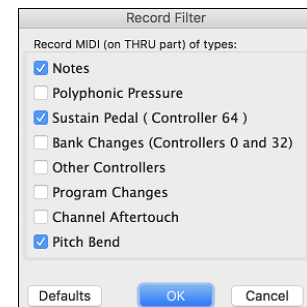 Record Filter
Record MIDI (on THRU part) of types:
Notes
Polyphonic Pressure
Sustain Pedal ( Controller 64 )
Bank Changes (Controllers 0 and 32)
Other Controllers
Program Changes
Channel Aftertouch
Pitch Bend
Defaults OK Cancel